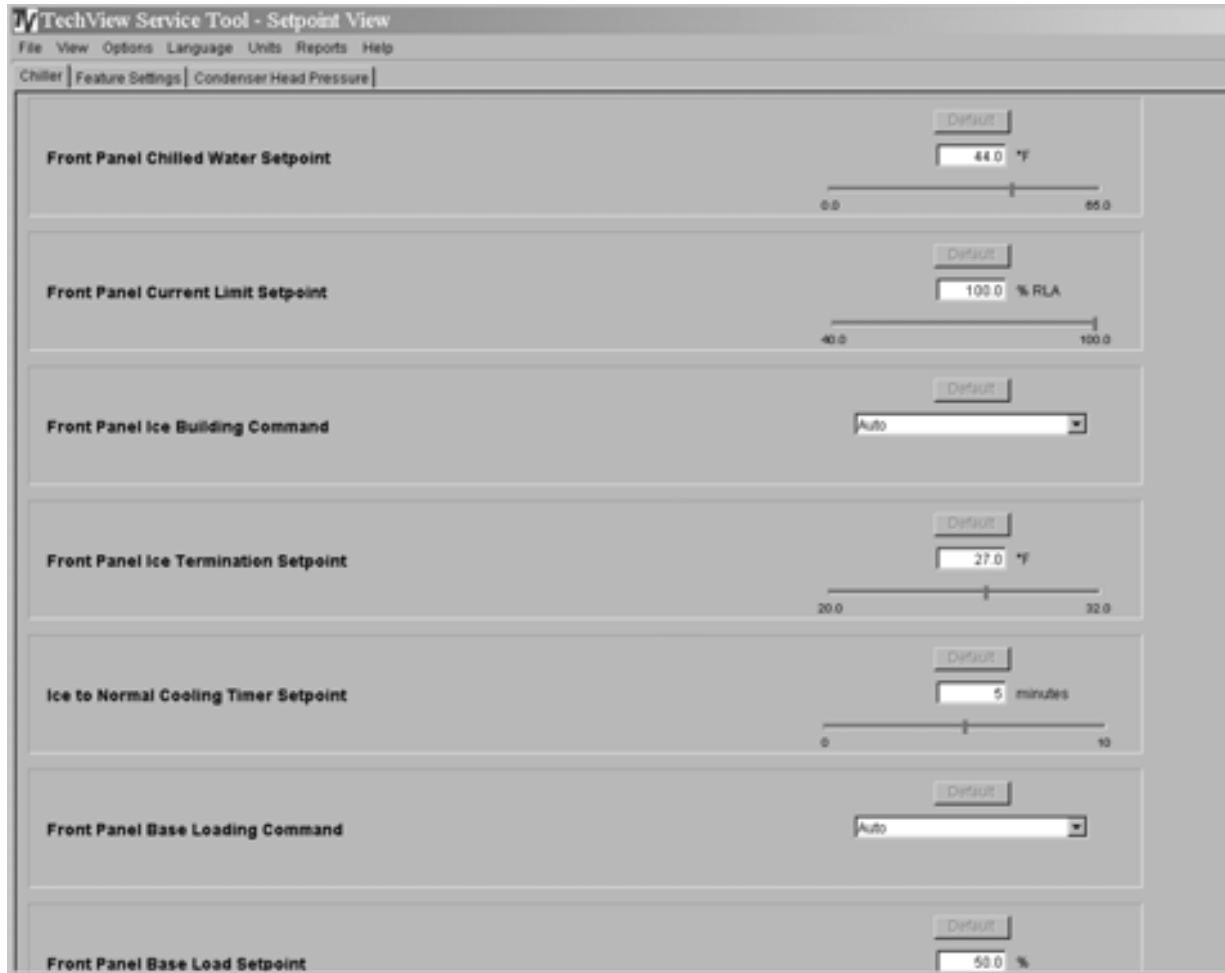 TV TechView Service Tool - Setpoint View
File View Options Language Units Reports Help
Chiller Feature Settings Condenser Head Pressure
Default
Front Panel Chilled Water Setpoint 44.0 °F
0.0 65.0
Default
Front Panel Current Limit Setpoint 100.0 % RLA
40.0 100.0
Default
Front Panel Ice Building Command Auto
Default
Front Panel Ice Termination Setpoint 27.0 °F
20.0 32.0
Default
Ice to Normal Cooling Timer Setpoint 5 minutes
0 10
Default
Front Panel Base Loading Command Auto
Default
Front Panel Base Load Setpoint 50.0 %